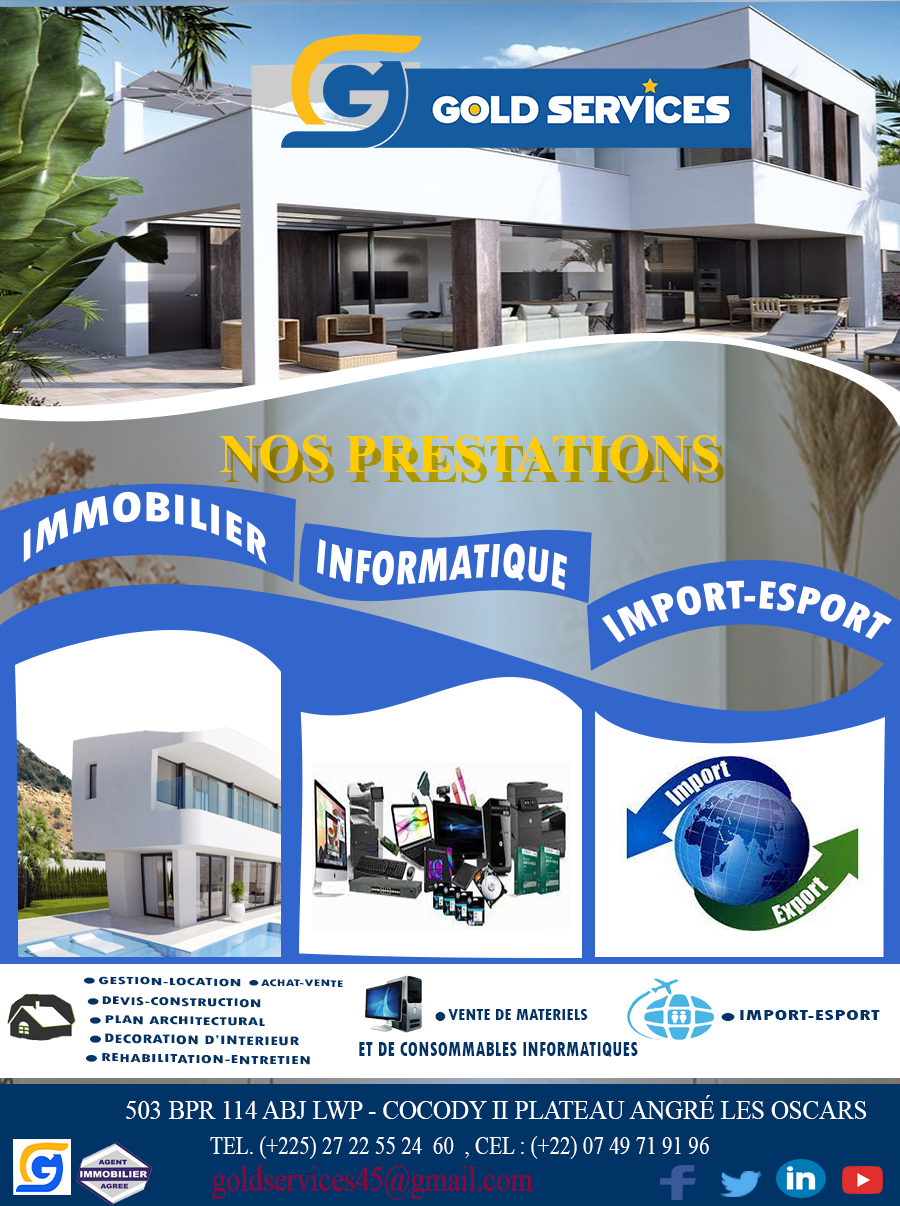 G
GOLD SERVICES
NOS PRESTATIONS
IMMOBILIER
INFORMATIQUE
IMPORT-ESPORT
Import
Export
• GESTION-LOCATION • ACHAT-VENTE
• DEVIS-CONSTRUCTION
• PLAN ARCHITECTURAL
• DECORATION D'INTERIEUR
• REHABILITATION-ENTRETIEN
• VENTE DE MATERIELS
ET DE CONSOMMABLES INFORMATIQUES
• IMPORT-ESPORT
503 BPR 114 ABJ LWP - COCODY II PLATEAU ANGRÉ LES OSCARS
TEL. (+225) 27 22 55 24 60 , CEL : (+22) 07 49 71 91 96
goldservices45@gmail.com
G
AGENT
IMMOBILIER
AGREE
f
in